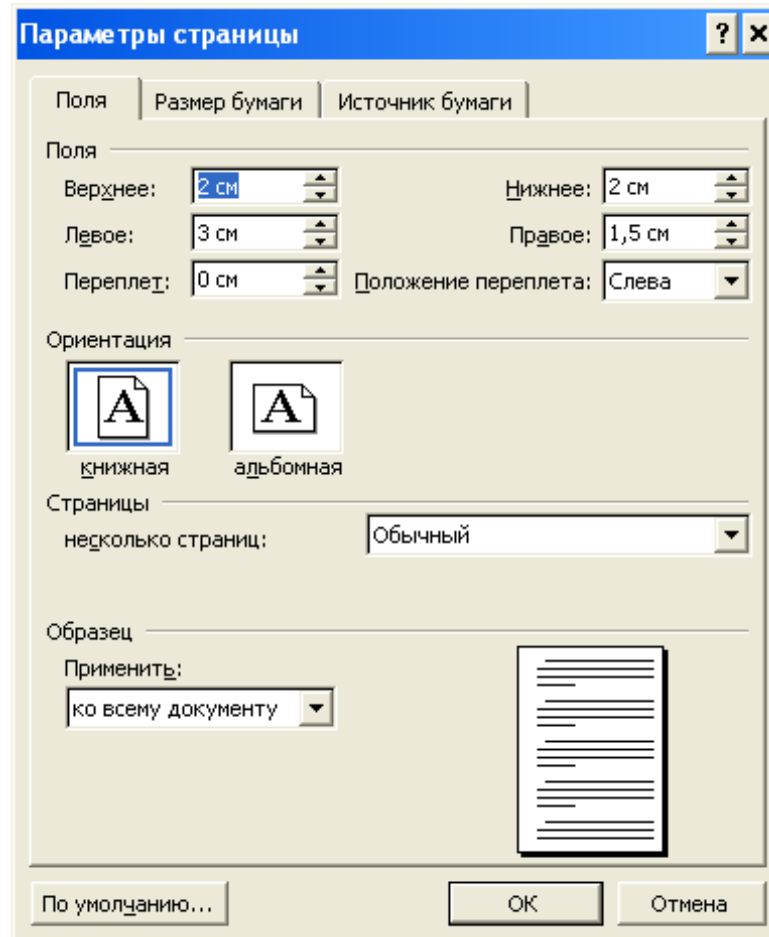 Параметры страницы
Поля Размер бумаги Источник бумаги
Поля
Верхнее: 2 см Нижнее: 2 см
Левое: 3 см Правое: 1,5 см
Переплет: 0 см Положение переплета: Слева
Ориентация
A A
книжная альбомная
Страницы
несколько страниц: Обычный
Образец
Применить:
ко всему документу
По умолчанию... ОК Отмена